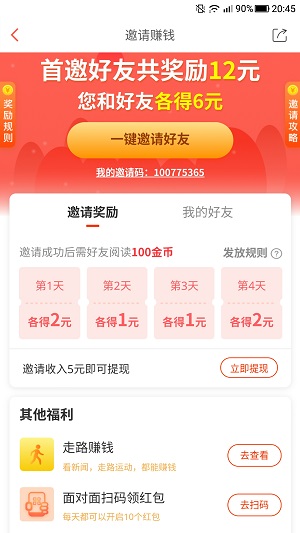 90% 20:45
邀请赚钱
首邀好友共奖励12元
您和好友各得6元
奖励规则
邀请攻略
一键邀请好友
我的邀请码：100775365
邀请奖励 我的好友
邀请成功后需好友阅读100金币 发放规则
第1天 第2天 第3天 第4天
各得2元 各得1元 各得1元 各得2元
邀请收入5元即可提现 立即提现
其他福利
走路赚钱
看新闻，走路运动，都能赚钱
去查看
面对面扫码领红包
每天都可以开启10个红包
去扫码